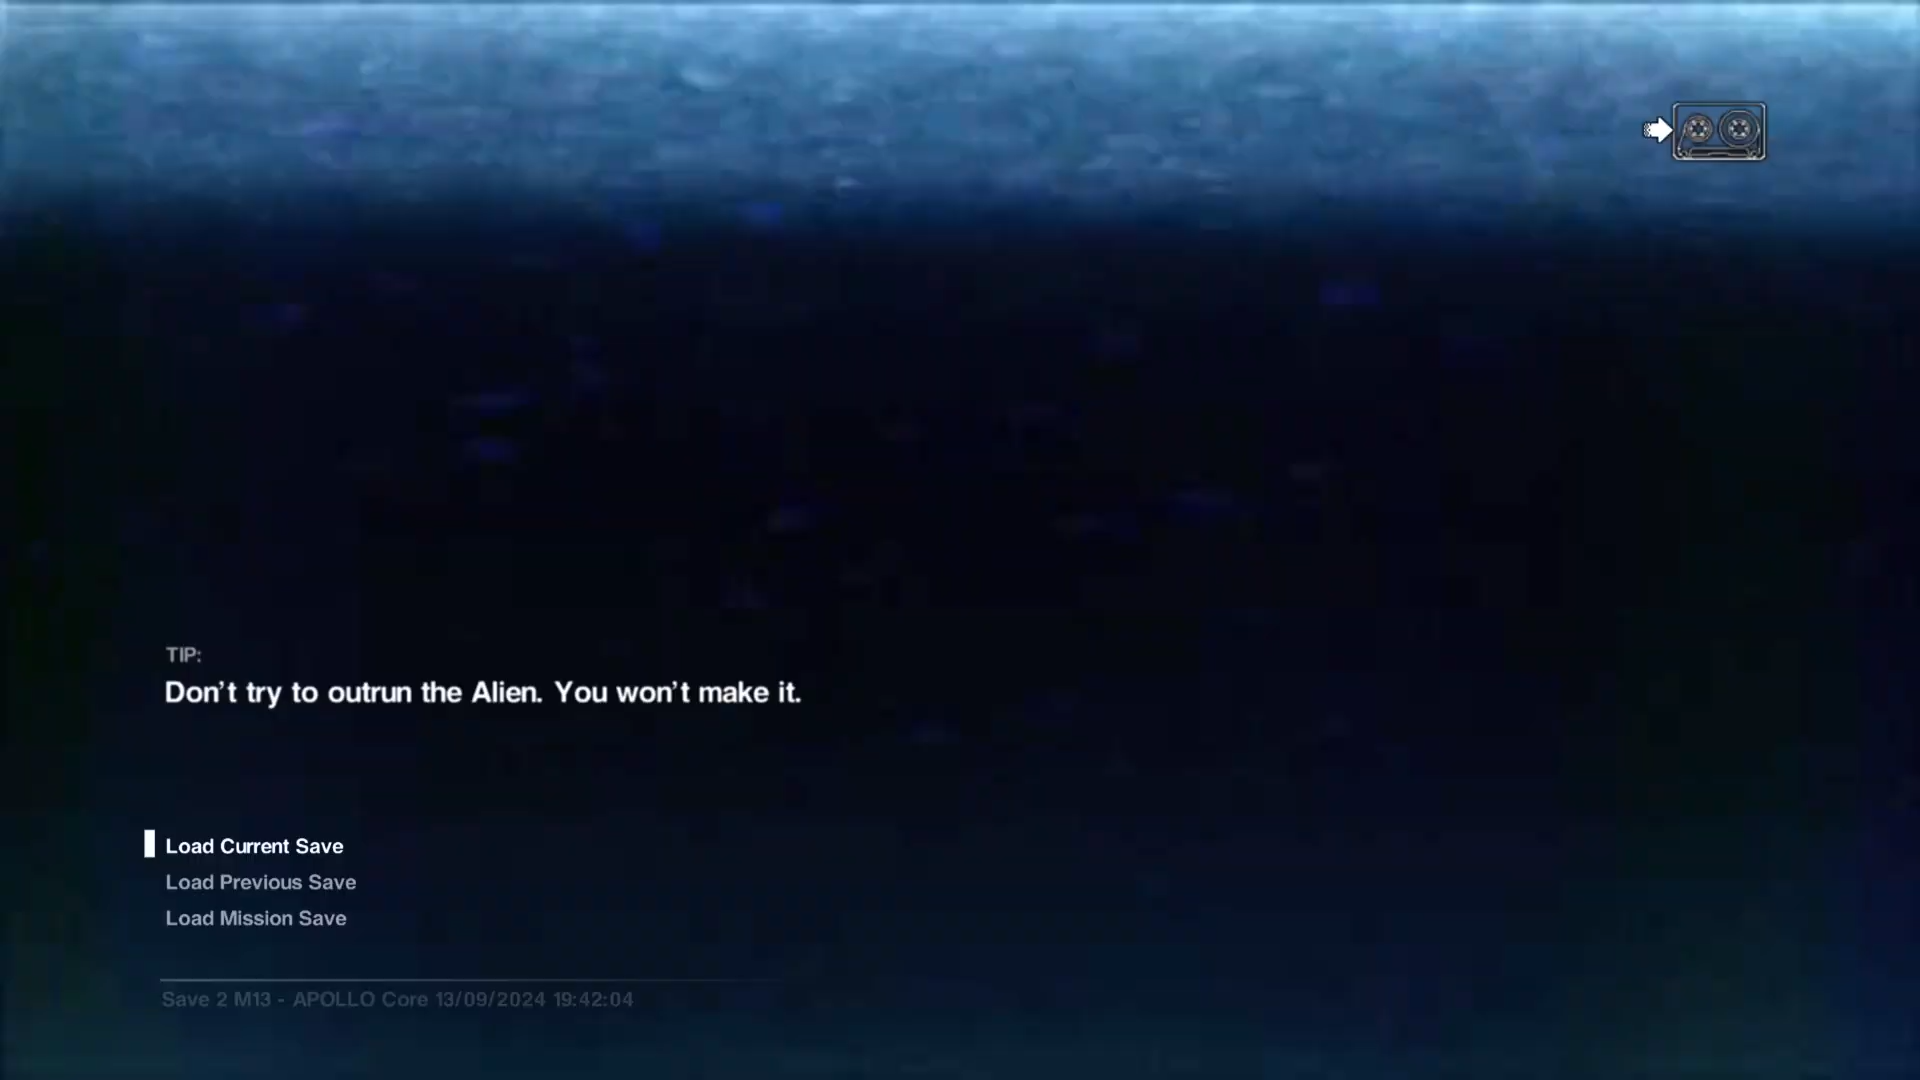 TIP:
Don't try to outrun the Alien. You won't make it.
Load Current Save
Load Previous Save
Load Mission Save
Save 2 M13 - APOLLO Core 13/09/2024 19:42:04